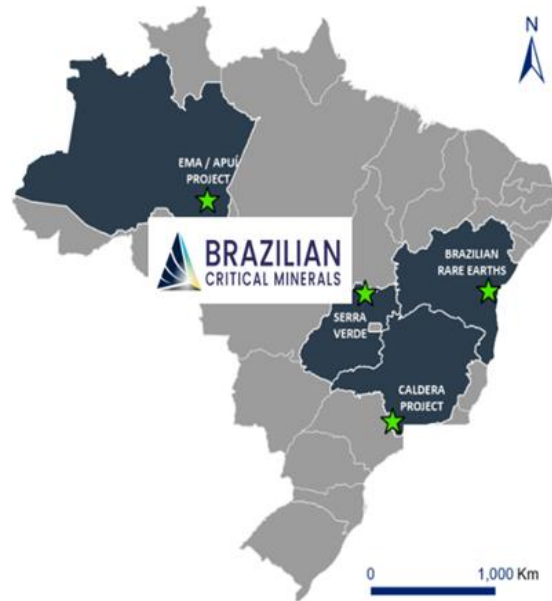 N
EMA / APUÍ
PROJECT
BRAZILIAN
CRITICAL MINERALS
BRAZILIAN
RARE EARTHS
SERRA
VERDE
CALDERA
PROJECT
0
1,000 Km